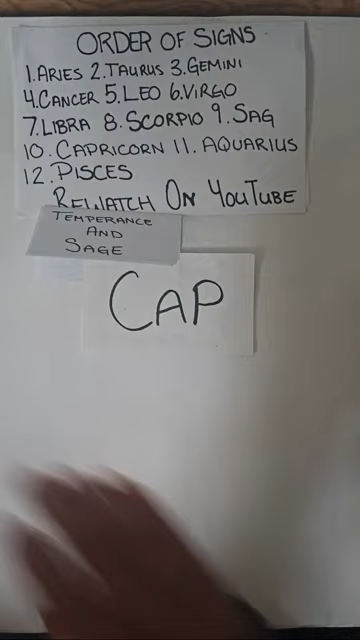 ORDER OF SIGNS
1. ARIES 2. TAURUS 3. GEMINI
4. CANCER 5. LEO 6. VIRGO
7. LIBRA 8. SCORPIO 9. SAG
10. CAPRICORN 11. AQUARIUS
12. PISCES
REWATCH ON YOUTUBE
TEMPERANCE
AND
SAGE
CAP